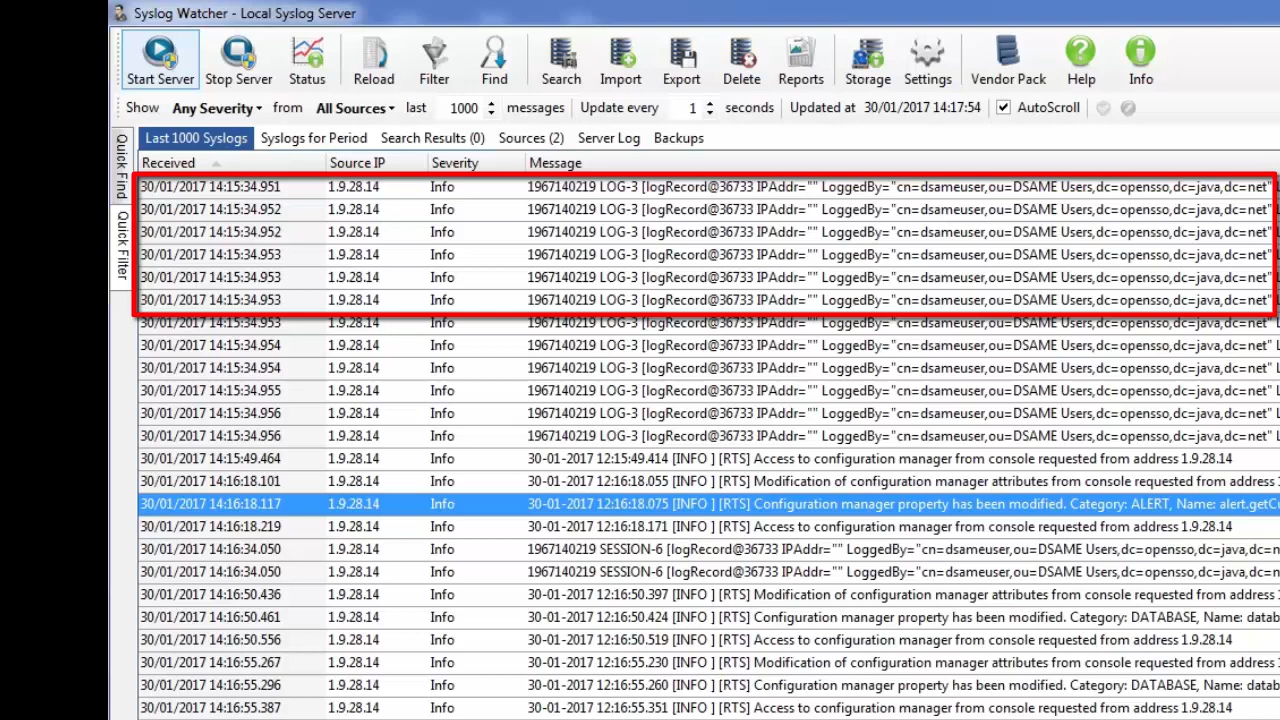 Syslog Watcher - Local Syslog Server
Start Server Stop Server Status Reload Filter Find Search Import Export Delete Reports Storage Settings Vendor Pack Help Info
Show Any Severity from All Sources last 1000 messages Update every 1 seconds Updated at 30/01/2017 14:17:54 AutoScroll
Quick Find
Quick Filter
Last 1000 Syslogs Syslogs for Period Search Results (0) Sources (2) Server Log Backups
Received Source IP Severity Message
30/01/2017 14:15:34.951 1.9.28.14 Info 1967140219 LOG-3 [logRecord@36733 IPAddr="" LoggedBy="cn=dsameuser,ou=DSAME Users,dc=opensso,dc=java,dc=net"
30/01/2017 14:15:34.952 1.9.28.14 Info 1967140219 LOG-3 [logRecord@36733 IPAddr="" LoggedBy="cn=dsameuser,ou=DSAME Users,dc=opensso,dc=java,dc=net"
30/01/2017 14:15:34.952 1.9.28.14 Info 1967140219 LOG-3 [logRecord@36733 IPAddr="" LoggedBy="cn=dsameuser,ou=DSAME Users,dc=opensso,dc=java,dc=net"
30/01/2017 14:15:34.953 1.9.28.14 Info 1967140219 LOG-3 [logRecord@36733 IPAddr="" LoggedBy="cn=dsameuser,ou=DSAME Users,dc=opensso,dc=java,dc=net"
30/01/2017 14:15:34.953 1.9.28.14 Info 1967140219 LOG-3 [logRecord@36733 IPAddr="" LoggedBy="cn=dsameuser,ou=DSAME Users,dc=opensso,dc=java,dc=net"
30/01/2017 14:15:34.953 1.9.28.14 Info 1967140219 LOG-3 [logRecord@36733 IPAddr="" LoggedBy="cn=dsameuser,ou=DSAME Users,dc=opensso,dc=java,dc=net"
30/01/2017 14:15:34.953 1.9.28.14 Info 1967140219 LOG-3 [logRecord@36733 IPAddr="" LoggedBy="cn=dsameuser,ou=DSAME Users,dc=opensso,dc=java,dc=net" L
30/01/2017 14:15:34.954 1.9.28.14 Info 1967140219 LOG-3 [logRecord@36733 IPAddr="" LoggedBy="cn=dsameuser,ou=DSAME Users,dc=opensso,dc=java,dc=net" L
30/01/2017 14:15:34.954 1.9.28.14 Info 1967140219 LOG-3 [logRecord@36733 IPAddr="" LoggedBy="cn=dsameuser,ou=DSAME Users,dc=opensso,dc=java,dc=net" L
30/01/2017 14:15:34.955 1.9.28.14 Info 1967140219 LOG-3 [logRecord@36733 IPAddr="" LoggedBy="cn=dsameuser,ou=DSAME Users,dc=opensso,dc=java,dc=net" L
30/01/2017 14:15:34.956 1.9.28.14 Info 1967140219 LOG-3 [logRecord@36733 IPAddr="" LoggedBy="cn=dsameuser,ou=DSAME Users,dc=opensso,dc=java,dc=net" L
30/01/2017 14:15:34.956 1.9.28.14 Info 1967140219 LOG-3 [logRecord@36733 IPAddr="" LoggedBy="cn=dsameuser,ou=DSAME Users,dc=opensso,dc=java,dc=net" L
30/01/2017 14:15:49.464 1.9.28.14 Info 30-01-2017 12:15:49.414 [INFO ] [RTS] Access to configuration manager from console requested from address 1.9.28.14
30/01/2017 14:16:18.101 1.9.28.14 Info 30-01-2017 12:16:18.055 [INFO ] [RTS] Modification of configuration manager attributes from console requested from address 1
30/01/2017 14:16:18.117 1.9.28.14 Info 30-01-2017 12:16:18.075 [INFO ] [RTS] Configuration manager property has been modified. Category: ALERT, Name: alert.getCu
30/01/2017 14:16:18.219 1.9.28.14 Info 30-01-2017 12:16:18.171 [INFO ] [RTS] Access to configuration manager from console requested from address 1.9.28.14
30/01/2017 14:16:34.050 1.9.28.14 Info 1967140219 SESSION-6 [logRecord@36733 IPAddr="" LoggedBy="cn=dsameuser,ou=DSAME Users,dc=opensso,dc=java,dc=n
30/01/2017 14:16:34.050 1.9.28.14 Info 1967140219 SESSION-6 [logRecord@36733 IPAddr="" LoggedBy="cn=dsameuser,ou=DSAME Users,dc=opensso,dc=java,dc=n
30/01/2017 14:16:50.436 1.9.28.14 Info 30-01-2017 12:16:50.397 [INFO ] [RTS] Modification of configuration manager attributes from console requested from address 1
30/01/2017 14:16:50.461 1.9.28.14 Info 30-01-2017 12:16:50.424 [INFO ] [RTS] Configuration manager property has been modified. Category: DATABASE, Name: datab
30/01/2017 14:16:50.556 1.9.28.14 Info 30-01-2017 12:16:50.519 [INFO ] [RTS] Access to configuration manager from console requested from address 1.9.28.14
30/01/2017 14:16:55.267 1.9.28.14 Info 30-01-2017 12:16:55.230 [INFO ] [RTS] Modification of configuration manager attributes from console requested from address 1
30/01/2017 14:16:55.296 1.9.28.14 Info 30-01-2017 12:16:55.260 [INFO ] [RTS] Configuration manager property has been modified. Category: DATABASE, Name: datab
30/01/2017 14:16:55.387 1.9.28.14 Info 30-01-2017 12:16:55.351 [INFO ] [RTS] Access to configuration manager from console requested from address 1.9.28.14